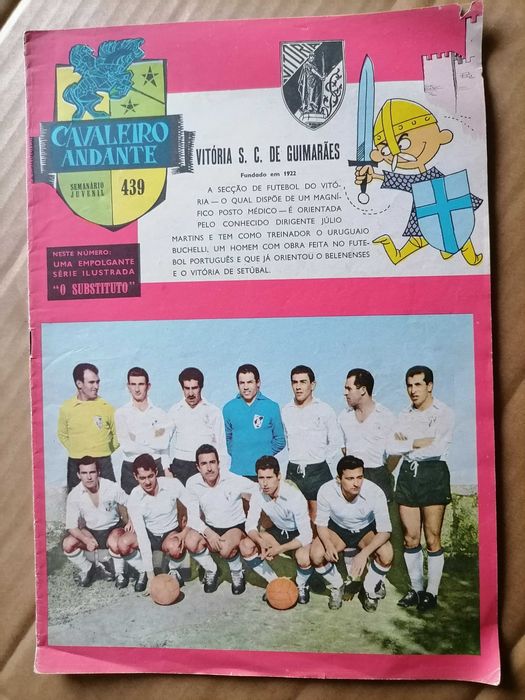 CAVALEIRO
ANDANTE
SEMANÁRIO
JUVENIL
439
NESTE NÚMERO:
UMA EMPOLGANTE
SÉRIE ILUSTRADA
"O SUBSTITUTO"
VITÓRIA S. C. DE GUIMARÃES
Fundado em 1922
A SECÇÃO DE FUTEBOL DO VITÓ-
RIA — O QUAL DISPÕE DE UM MAGNÍ-
FICO POSTO MÉDICO — É ORIENTADA
PELO CONHECIDO DIRIGENTE JÚLIO
MARTINS E TEM COMO TREINADOR O URUGUAIO
BUCHELLI, UM HOMEM COM OBRA FEITA NO FUTE-
BOL PORTUGUÊS E QUE JÁ ORIENTOU O BELENENSES
E O VITÓRIA DE SETÚBAL.